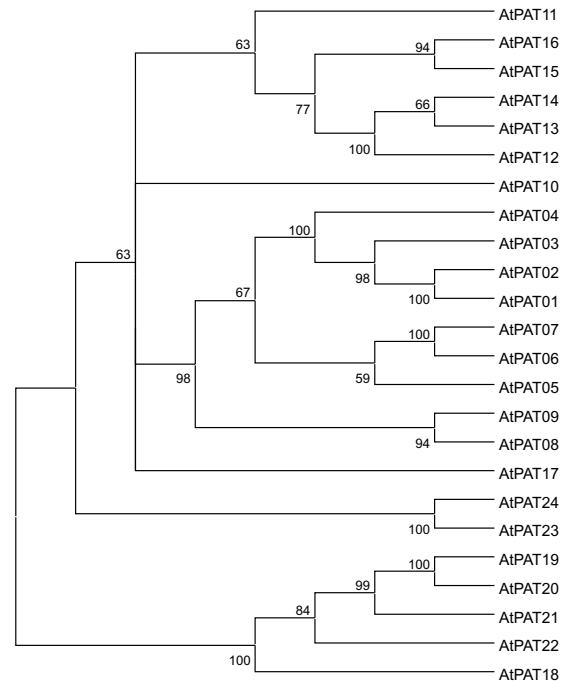 AtPAT11
63
AtPAT16
94
AtPAT15
AtPAT14
66
77
AtPAT13
100
AtPAT12
AtPAT10
AtPAT04
100
AtPAT03
63
AtPAT02
98
67
100
AtPAT01
AtPAT07
100
AtPAT06
98
59
AtPAT05
AtPAT09
94
AtPAT08
AtPAT17
AtPAT24
100
AtPAT23
AtPAT19
100
99
AtPAT20
84
AtPAT21
AtPAT22
100
AtPAT18